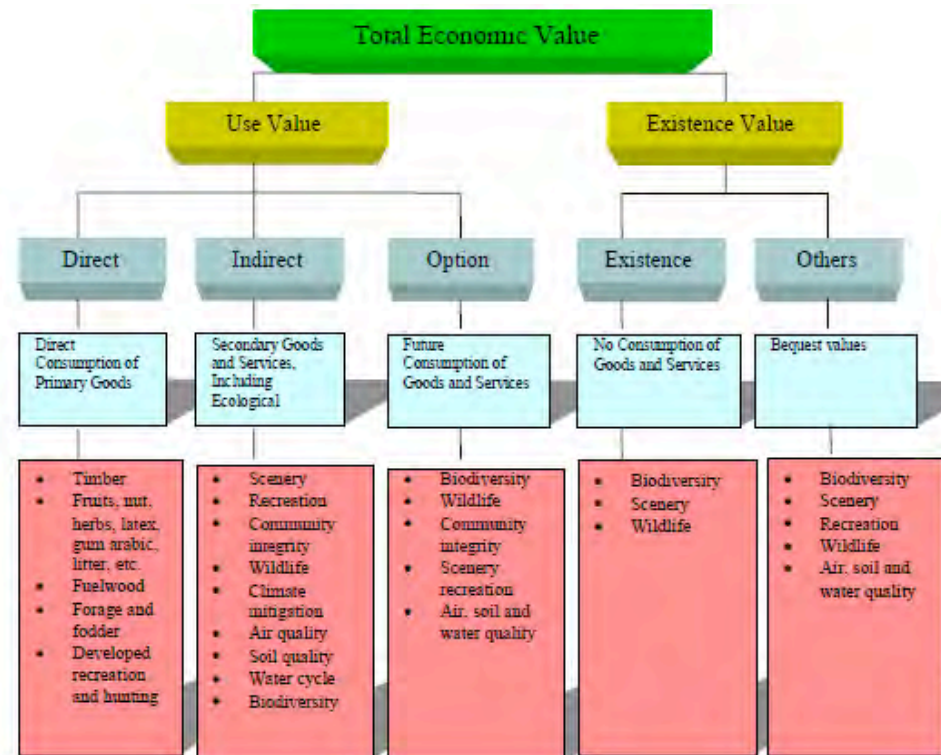 Total Economic Value
Use Value
Existence Value
Direct
Indirect
Option
Existence
Others
Direct
Consumption of
Primary Goods
Secondary Goods
and Services,
Including
Ecological
Future
Consumption of
Goods and Services
No Consumption of
Goods and Services
Bequest values
• Timber
• Fruits, nut,
herbs, latex,
gum arabic,
litter, etc.
• Fuelwood
• Forage and
fodder
• Developed
recreation
and hunting
• Scenery
• Recreation
• Community
integrity
• Wildlife
• Climate
mitigation
• Air quality
• Soil quality
• Water cycle
• Biodiversity
• Biodiversity
• Wildlife
• Community
integrity
• Scenery
recreation
• Air, soil and
water quality
• Biodiversity
• Scenery
• Wildlife
• Biodiversity
• Scenery
• Recreation
• Wildlife
• Air, soil and
water quality